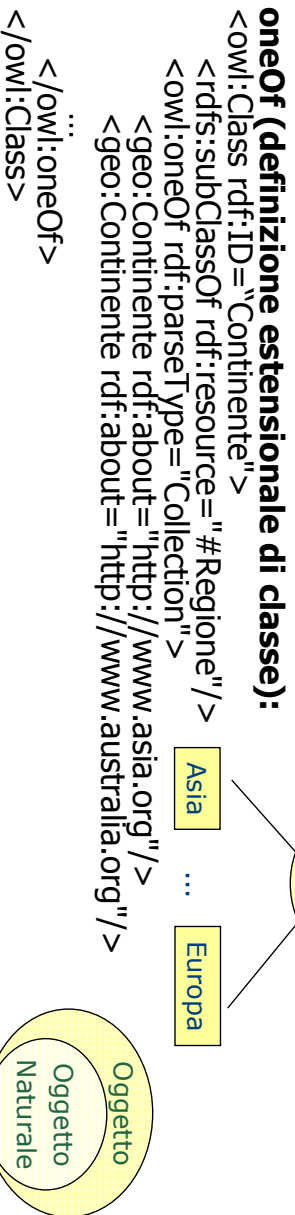 oneOf (definizione estensionale di classe):
<owl:Class rdf:ID="Continente">
<rdfs:subClassOf rdf:resource="#Regione"/>
<owl:oneOf rdf:parseType="Collection">
<geo:Continente rdf:about="http://www.asia.org"/>
<geo:Continente rdf:about="http://www.australia.org"/>
...
</owl:oneOf>
</owl:Class>
Asia
...
Europa
Oggetto
Oggetto
Naturale